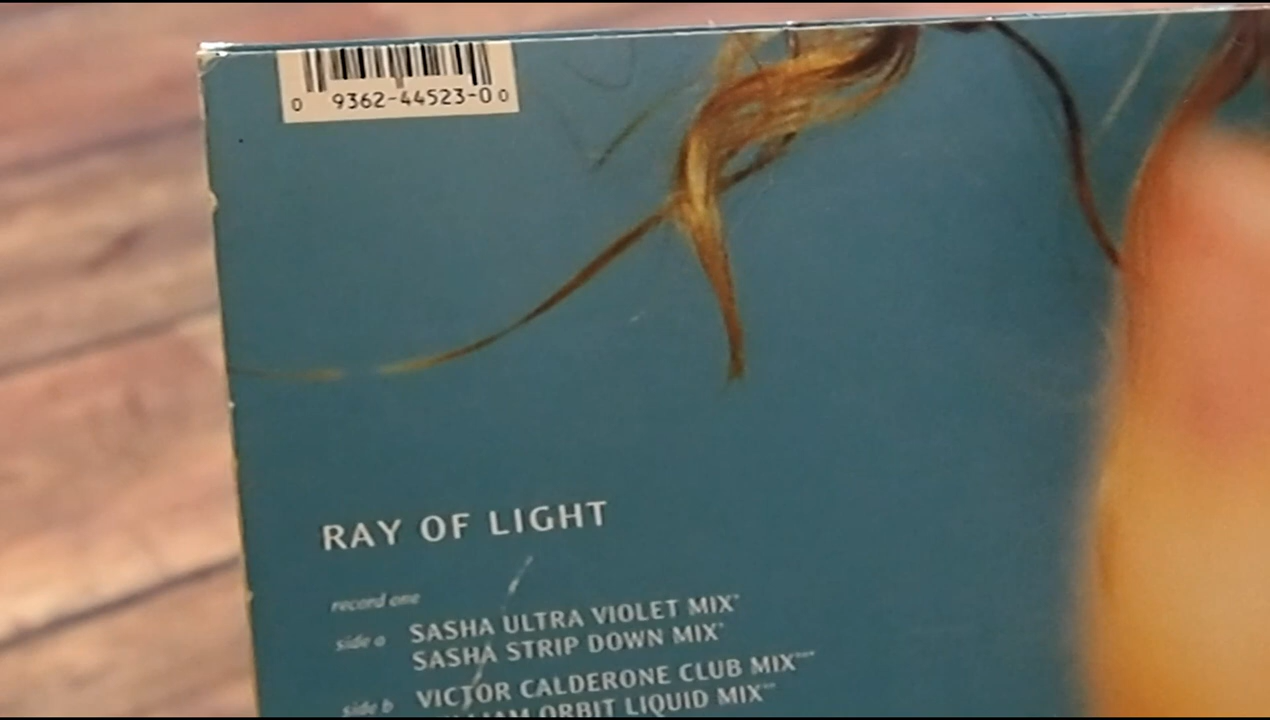 0 9362-44523-0 0
RAY OF LIGHT
record one
side a SASHA ULTRA VIOLET MIX*
SASHA STRIP DOWN MIX*
side b VICTOR CALDERONE CLUB MIX***
ORBIT LIQUID MIX**